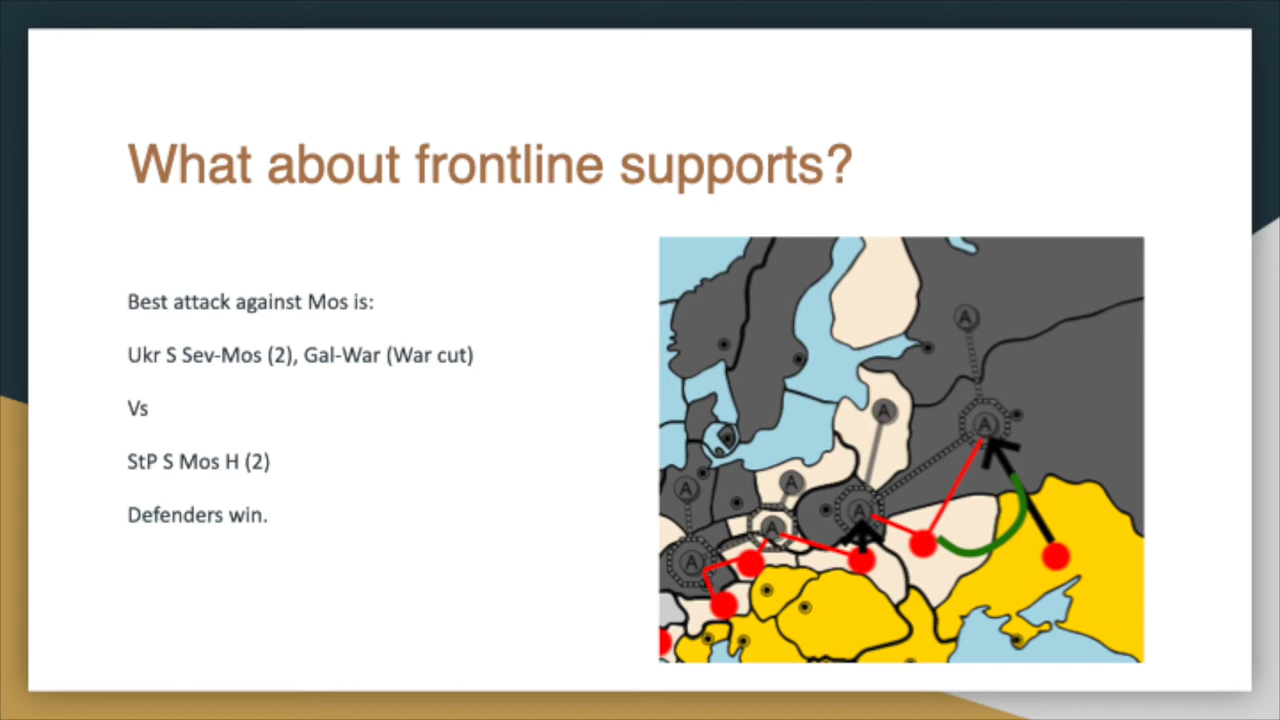 What about frontline supports?
Best attack against Mos is:
Ukr S Sev-Mos (2), Gal-War (War cut)
Vs
StP S Mos H (2)
Defenders win.
A
A
A
A
A
A
A
A